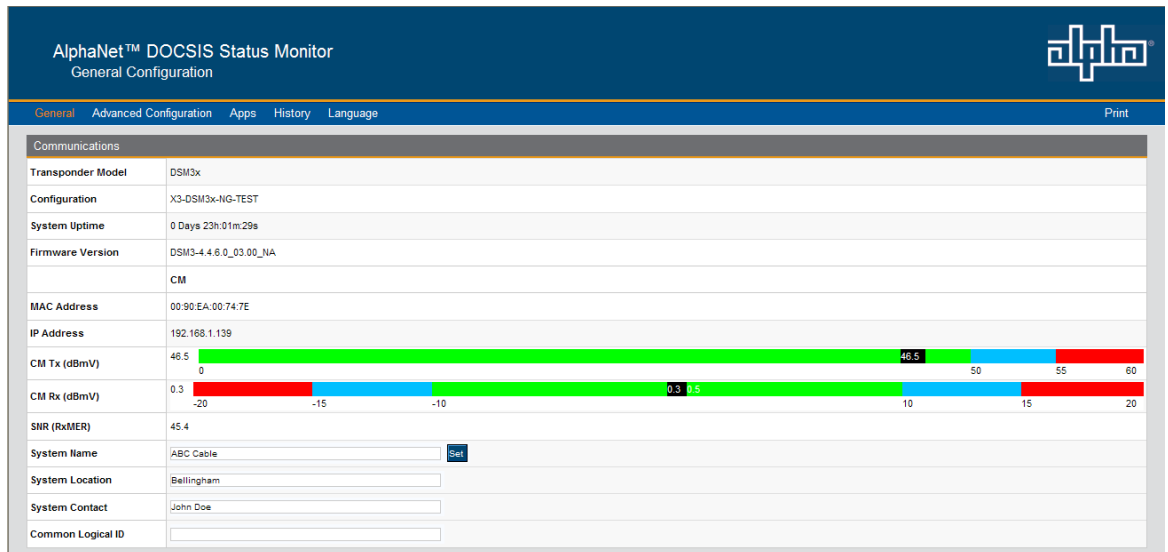 AlphaNet™ DOCSIS Status Monitor
General Configuration
alpha®
General Advanced Configuration Apps History Language Print
Communications
Transponder Model DSM3x
Configuration X3-DSM3x-NG-TEST
System Uptime 0 Days 23h:01m:29s
Firmware Version DSM3-4.4.6.0_03.00_NA
CM
MAC Address 00:90:EA:00:74:7E
IP Address 192.168.1.139
CM Tx (dBmV) 46.5 46.5
0 50 55 60
CM Rx (dBmV) 0.3 0.3 0.5
-20 -15 -10 10 15 20
SNR (RxMER) 45.4
System Name ABC Cable Set
System Location Bellingham
System Contact John Doe
Common Logical ID